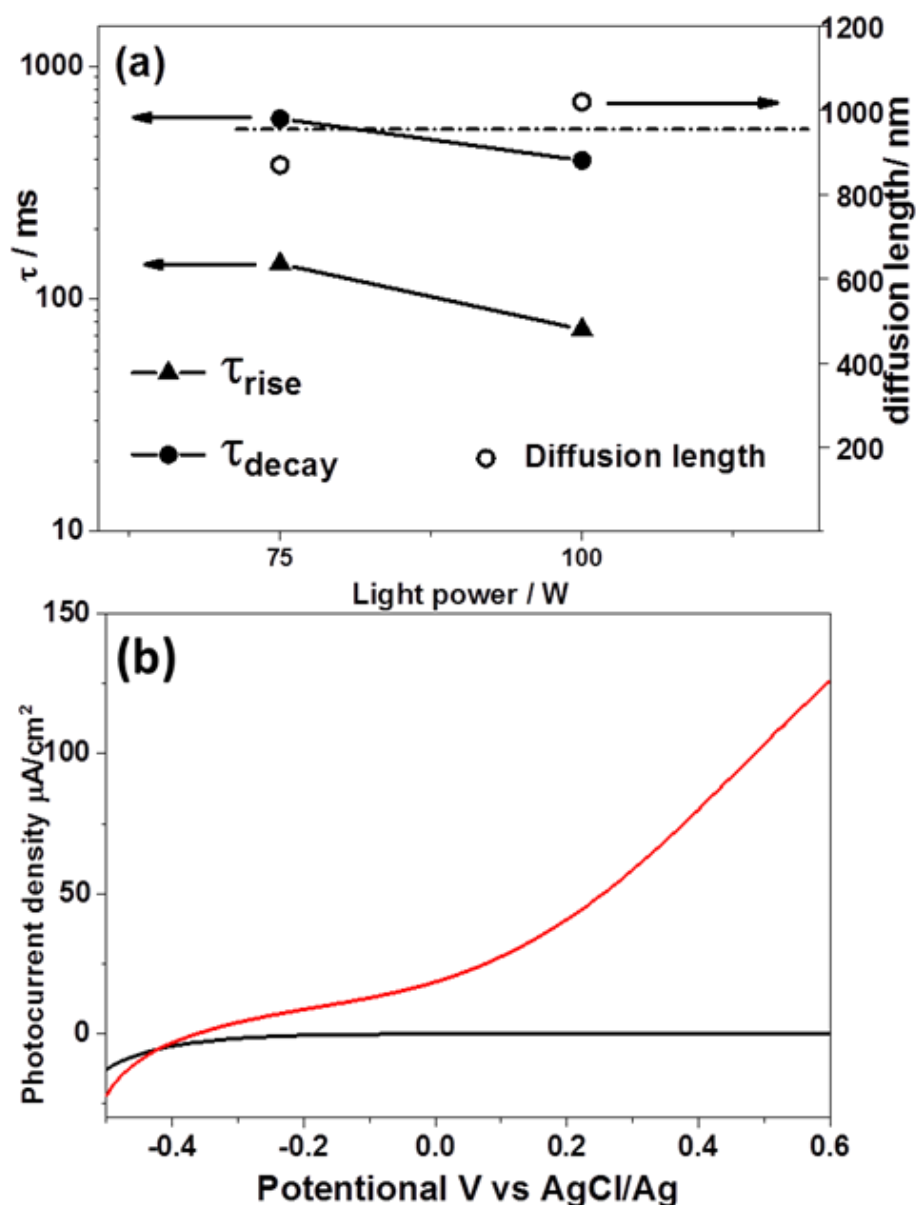 (a)
1000
100
10
τ / ms
1200
1000
800
600
400
200
diffusion length/ nm
τrise
τdecay
Diffusion length
75
100
Light power / W
(b)
150
100
50
0
Photocurrent density μA/cm²
-0.4
-0.2
0.0
0.2
0.4
0.6
Potentional V vs AgCl/Ag